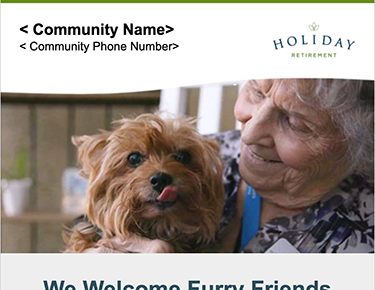 < Community Name>
< Community Phone Number>
HOLIDAY
RETIREMENT
We Welcome Furry Friends